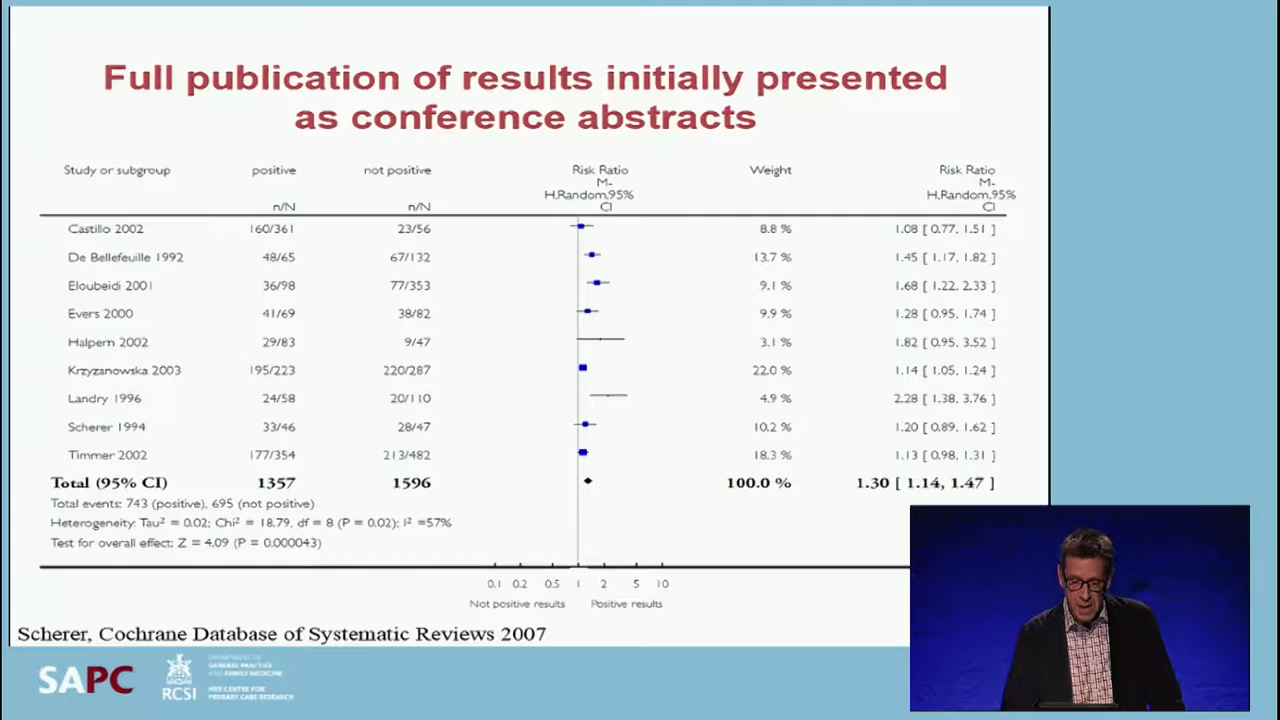 Full publication of results initially presented
as conference abstracts
Study or subgroup positive not positive Risk Ratio Weight Risk Ratio
M- M-
H,Random,95% H,Random,95%
n/N n/N CI CI
Castillo 2002 160/361 23/56 8.8 % 1.08 [ 0.77, 1.51 ]
De Bellefeuille 1992 48/65 67/132 13.7 % 1.45 [ 1.17, 1.82 ]
Eloubeidi 2001 36/98 77/353 9.1 % 1.68 [ 1.22, 2.33 ]
Evers 2000 41/69 38/82 9.9 % 1.28 [ 0.95, 1.74 ]
Halpern 2002 29/83 9/47 3.1 % 1.82 [ 0.95, 3.52 ]
Krzyzanowska 2003 195/223 220/287 22.0 % 1.14 [ 1.05, 1.24 ]
Landry 1996 24/58 20/110 4.9 % 2.28 [ 1.38, 3.76 ]
Scherer 1994 33/46 28/47 10.2 % 1.20 [ 0.89, 1.62 ]
Timmer 2002 177/354 213/482 18.3 % 1.13 [ 0.98, 1.31 ]
Total (95% CI) 1357 1596 100.0 % 1.30 [ 1.14, 1.47 ]
Total events: 743 (positive), 695 (not positive)
Heterogeneity: Tau² = 0.02; Chi² = 18.79, df = 8 (P = 0.02); I² =57%
Test for overall effect: Z = 4.09 (P = 0.000043)
0.1 0.2 0.5 1 2 5 10
Not positive results Positive results
Scherer, Cochrane Database of Systematic Reviews 2007
SAPC
RCSI
DEPARTMENT OF
GENERAL PRACTICE
AND FAMILY MEDICINE
HRB CENTRE FOR
PRIMARY CARE RESEARCH